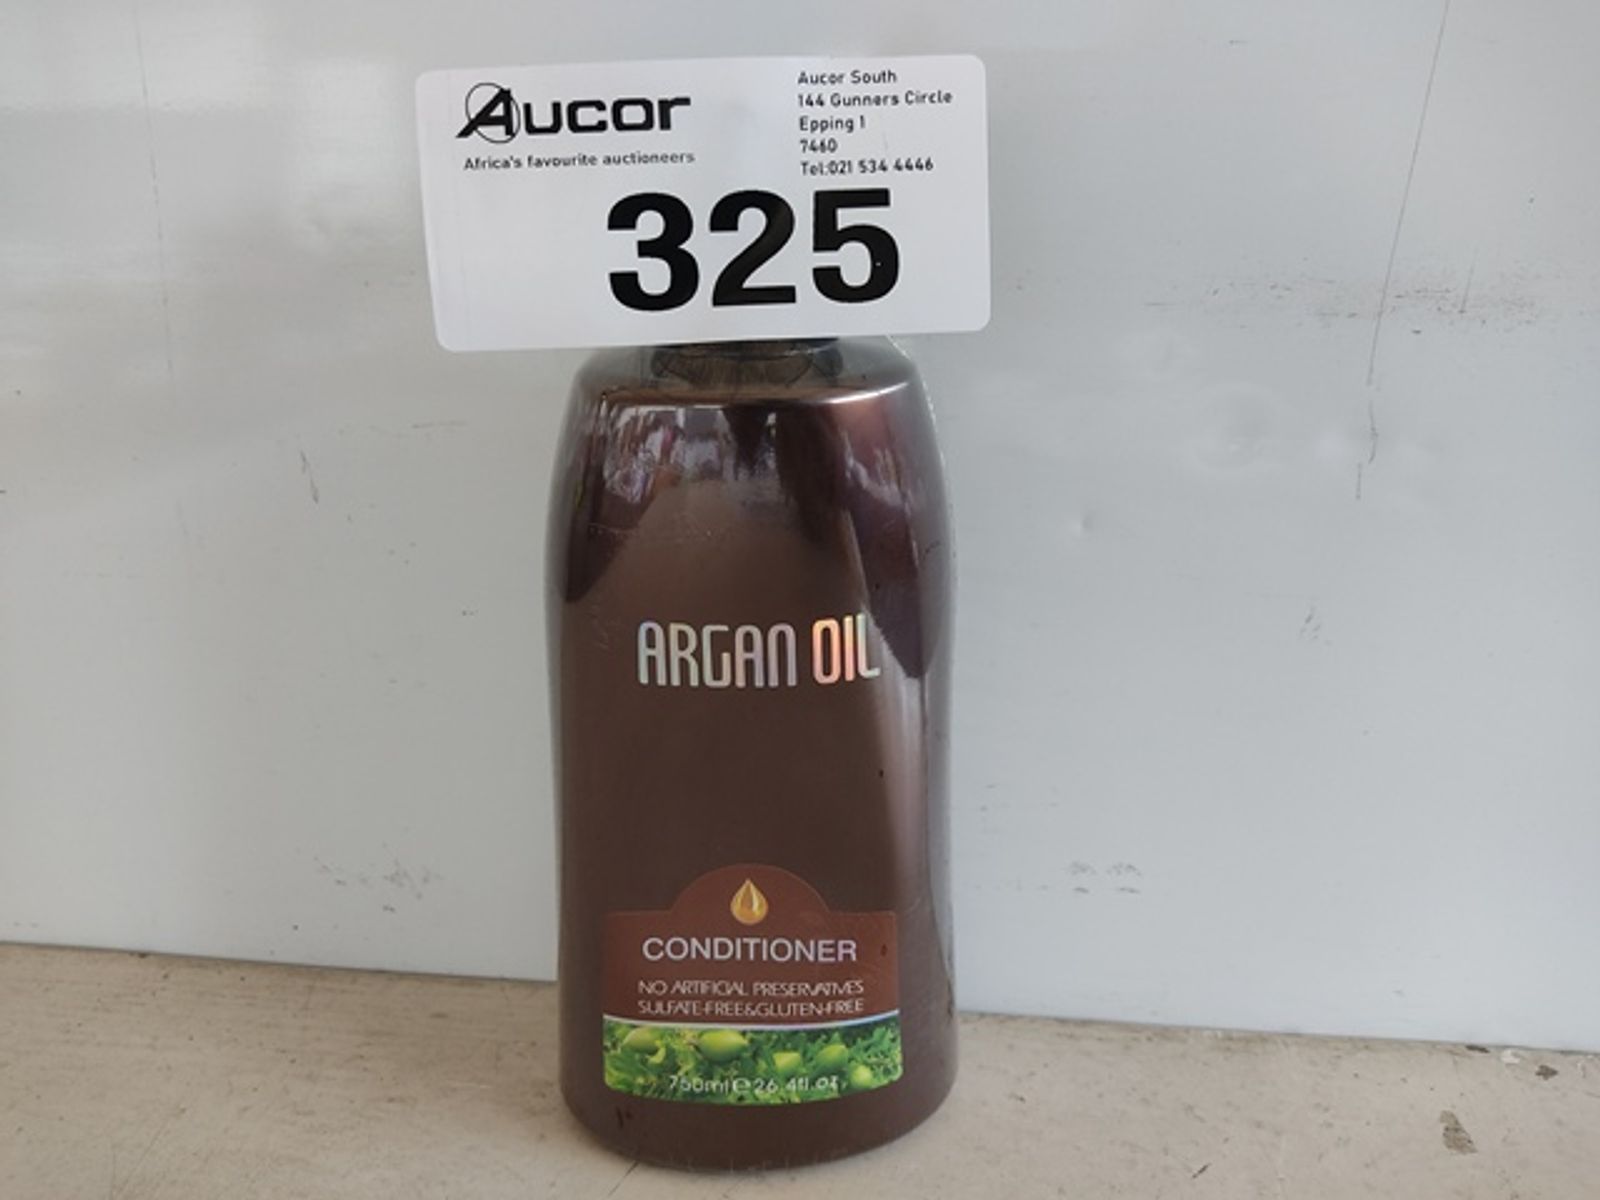 Aucor
Africa's favourite auctioneers
Aucor South
144 Gunners Circle
Epping 1
7460
Tel:021 534 4446
325
ARGAN OIL
CONDITIONER
NO ARTIFICIAL PRESERVATIVES
SULFATE-FREE&GLUTEN-FREE
750ml e 26.4fl.oz